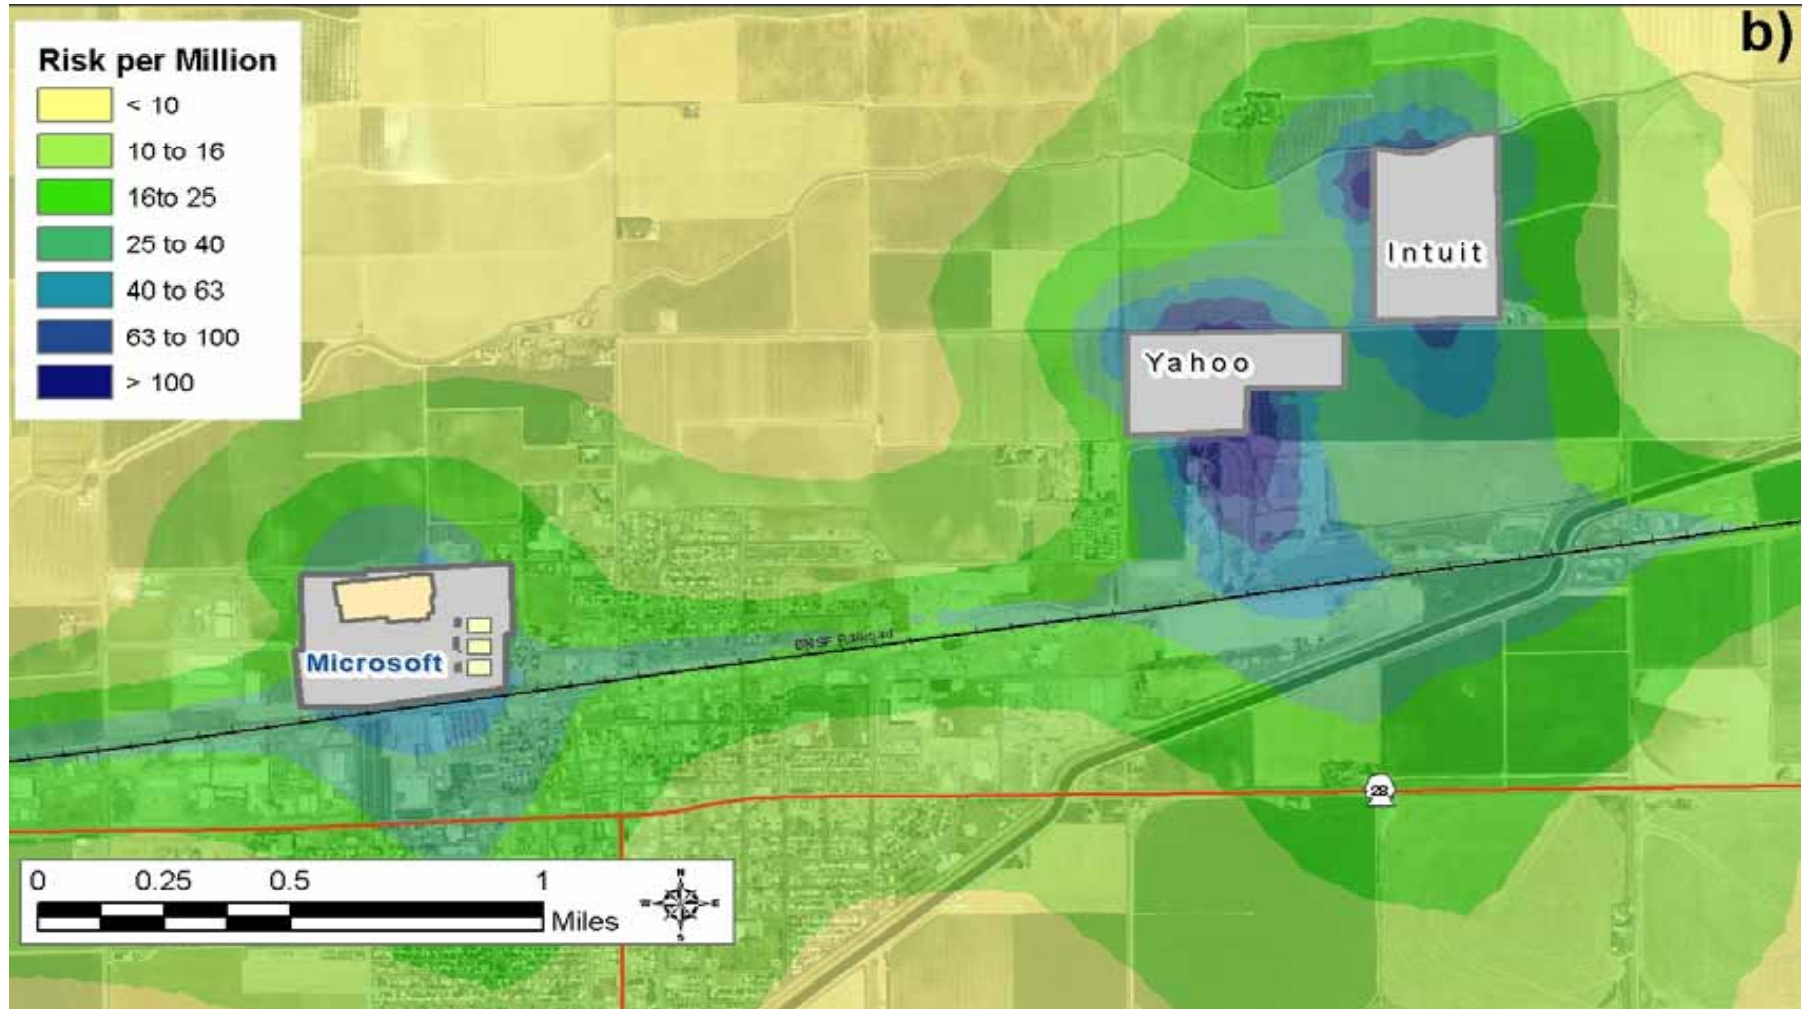 b)
Risk per Million
< 10
10 to 16
16to 25
25 to 40
40 to 63
63 to 100
> 100
Intuit
Yahoo
BNSF Railroad
Microsoft
28
0 0.25 0.5 1
Miles
N
W E
S